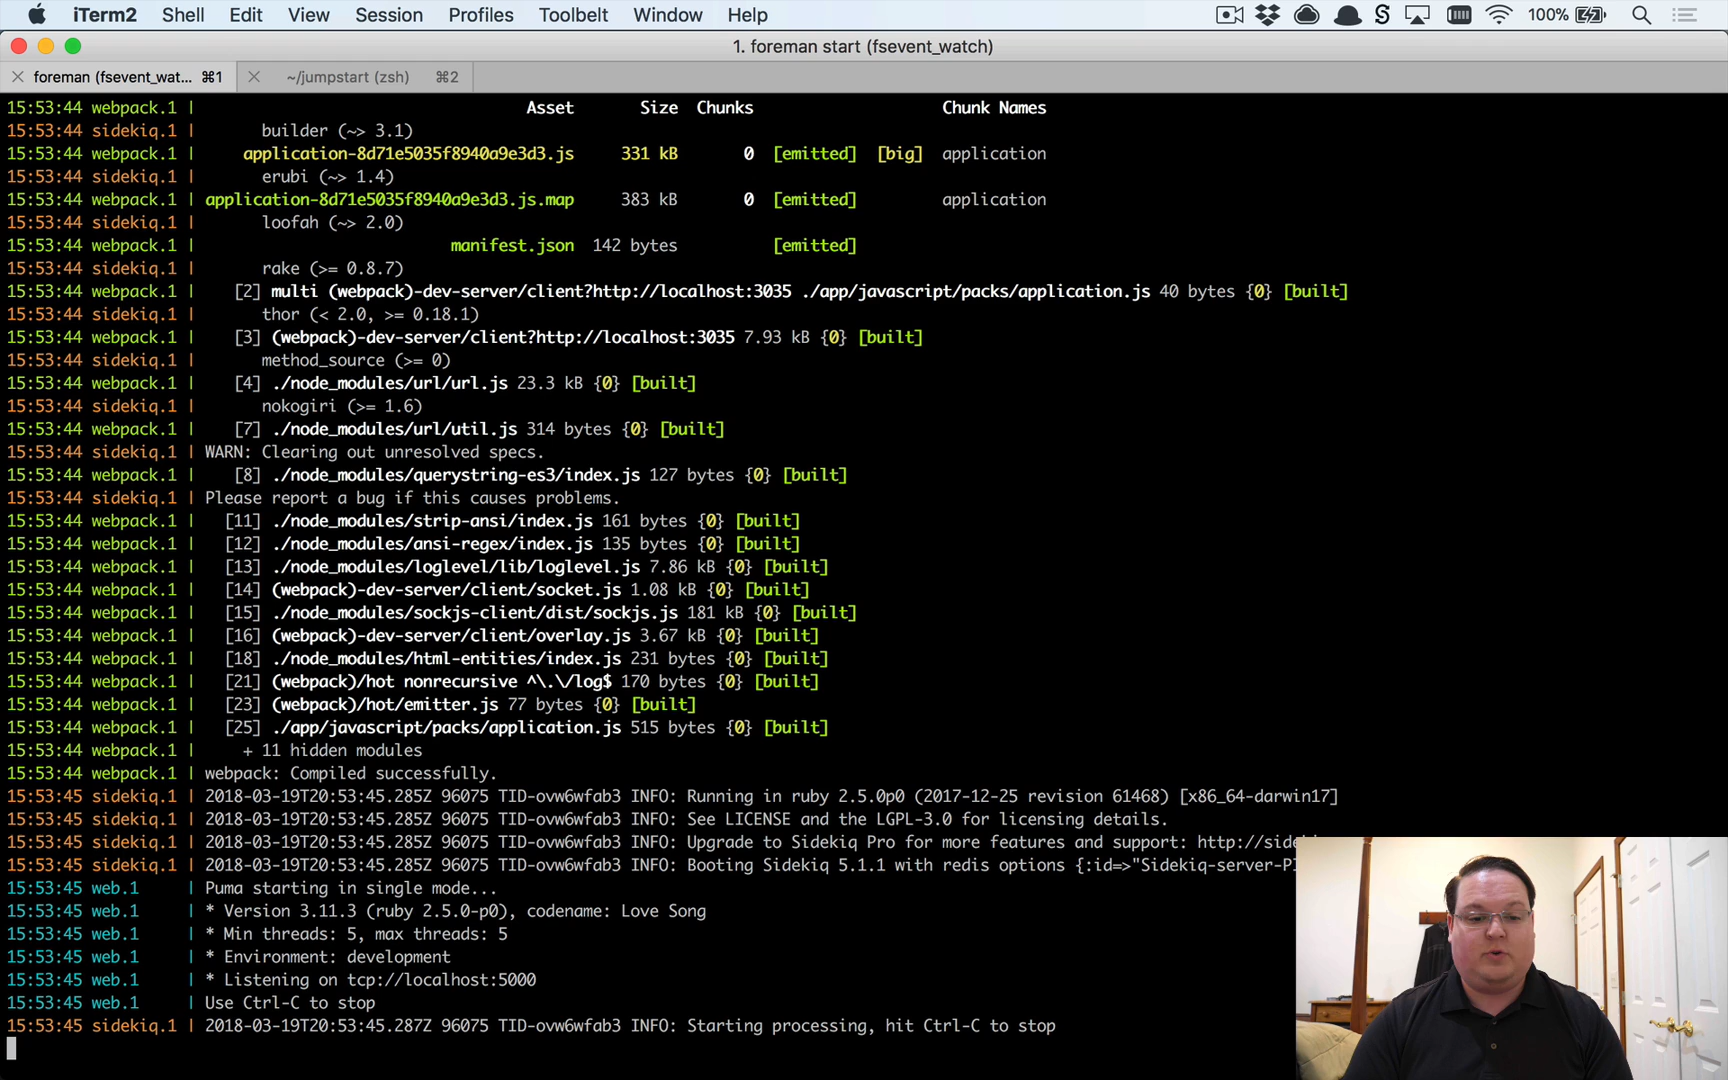 iTerm2 Shell Edit View Session Profiles Toolbelt Window Help 100%
1. foreman start (fsevent_watch)
foreman (fsevent_wat... ⌘1 ~/jumpstart (zsh) ⌘2
15:53:44 webpack.1 | Asset Size Chunks Chunk Names
15:53:44 sidekiq.1 | builder (~> 3.1)
15:53:44 webpack.1 | application-8d71e5035f8940a9e3d3.js 331 kB 0 [emitted] [big] application
15:53:44 sidekiq.1 | erubi (~> 1.4)
15:53:44 webpack.1 | application-8d71e5035f8940a9e3d3.js.map 383 kB 0 [emitted] application
15:53:44 sidekiq.1 | loofah (~> 2.0)
15:53:44 webpack.1 | manifest.json 142 bytes [emitted]
15:53:44 sidekiq.1 | rake (>= 0.8.7)
15:53:44 webpack.1 | [2] multi (webpack)-dev-server/client?http://localhost:3035 ./app/javascript/packs/application.js 40 bytes {0} [built]
15:53:44 sidekiq.1 | thor (< 2.0, >= 0.18.1)
15:53:44 webpack.1 | [3] (webpack)-dev-server/client?http://localhost:3035 7.93 kB {0} [built]
15:53:44 sidekiq.1 | method_source (>= 0)
15:53:44 webpack.1 | [4] ./node_modules/url/url.js 23.3 kB {0} [built]
15:53:44 sidekiq.1 | nokogiri (>= 1.6)
15:53:44 webpack.1 | [7] ./node_modules/url/util.js 314 bytes {0} [built]
15:53:44 sidekiq.1 | WARN: Clearing out unresolved specs.
15:53:44 webpack.1 | [8] ./node_modules/querystring-es3/index.js 127 bytes {0} [built]
15:53:44 sidekiq.1 | Please report a bug if this causes problems.
15:53:44 webpack.1 | [11] ./node_modules/strip-ansi/index.js 161 bytes {0} [built]
15:53:44 webpack.1 | [12] ./node_modules/ansi-regex/index.js 135 bytes {0} [built]
15:53:44 webpack.1 | [13] ./node_modules/loglevel/lib/loglevel.js 7.86 kB {0} [built]
15:53:44 webpack.1 | [14] (webpack)-dev-server/client/socket.js 1.08 kB {0} [built]
15:53:44 webpack.1 | [15] ./node_modules/sockjs-client/dist/sockjs.js 181 kB {0} [built]
15:53:44 webpack.1 | [16] (webpack)-dev-server/client/overlay.js 3.67 kB {0} [built]
15:53:44 webpack.1 | [18] ./node_modules/html-entities/index.js 231 bytes {0} [built]
15:53:44 webpack.1 | [21] (webpack)/hot nonrecursive ^\.\/log$ 170 bytes {0} [built]
15:53:44 webpack.1 | [23] (webpack)/hot/emitter.js 77 bytes {0} [built]
15:53:44 webpack.1 | [25] ./app/javascript/packs/application.js 515 bytes {0} [built]
15:53:44 webpack.1 | + 11 hidden modules
15:53:44 webpack.1 | webpack: Compiled successfully.
15:53:45 sidekiq.1 | 2018-03-19T20:53:45.285Z 96075 TID-ovw6wfab3 INFO: Running in ruby 2.5.0p0 (2017-12-25 revision 61468) [x86_64-darwin17]
15:53:45 sidekiq.1 | 2018-03-19T20:53:45.285Z 96075 TID-ovw6wfab3 INFO: See LICENSE and the LGPL-3.0 for licensing details.
15:53:45 sidekiq.1 | 2018-03-19T20:53:45.285Z 96075 TID-ovw6wfab3 INFO: Upgrade to Sidekiq Pro for more features and support: http://side
15:53:45 sidekiq.1 | 2018-03-19T20:53:45.285Z 96075 TID-ovw6wfab3 INFO: Booting Sidekiq 5.1.1 with redis options {:id=>"Sidekiq-server-PI
15:53:45 web.1 | Puma starting in single mode...
15:53:45 web.1 | * Version 3.11.3 (ruby 2.5.0-p0), codename: Love Song
15:53:45 web.1 | * Min threads: 5, max threads: 5
15:53:45 web.1 | * Environment: development
15:53:45 web.1 | * Listening on tcp://localhost:5000
15:53:45 web.1 | Use Ctrl-C to stop
15:53:45 sidekiq.1 | 2018-03-19T20:53:45.287Z 96075 TID-ovw6wfab3 INFO: Starting processing, hit Ctrl-C to stop